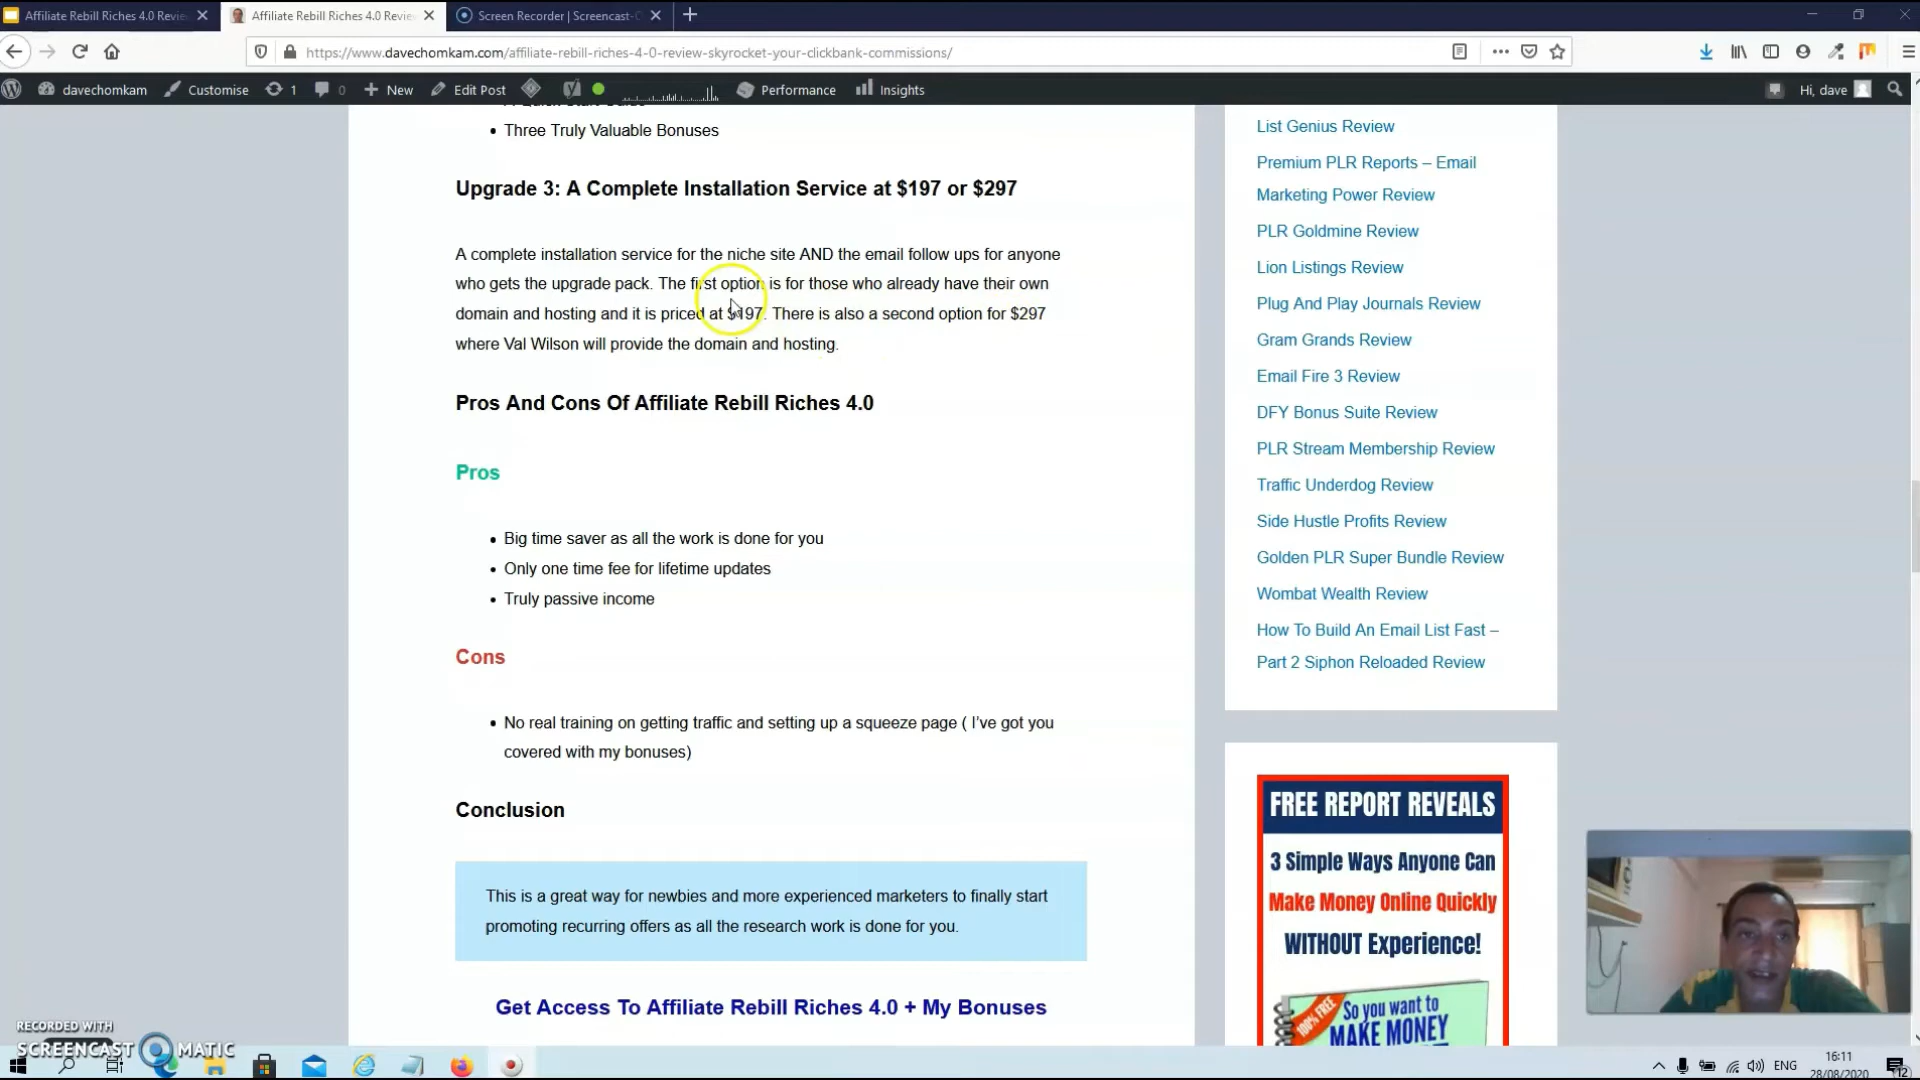 Affiliate Rebill Riches 4.0 Revie
Affiliate Rebill Riches 4.0 Revie
Screen Recorder | Screencast-O
https://www.davechomkam.com/affiliate-rebill-riches-4-0-review-skyrocket-your-clickbank-commissions/
davechomkam
Customise
1
0
New
Edit Post
Performance
Insights
Hi, dave
• Three Truly Valuable Bonuses
Upgrade 3: A Complete Installation Service at $197 or $297
A complete installation service for the niche site AND the email follow ups for anyone
who gets the upgrade pack. The first option is for those who already have their own
domain and hosting and it is priced at $197. There is also a second option for $297
where Val Wilson will provide the domain and hosting.
Pros And Cons Of Affiliate Rebill Riches 4.0
Pros
• Big time saver as all the work is done for you
• Only one time fee for lifetime updates
• Truly passive income
Cons
• No real training on getting traffic and setting up a squeeze page ( I've got you
covered with my bonuses)
Conclusion
This is a great way for newbies and more experienced marketers to finally start
promoting recurring offers as all the research work is done for you.
Get Access To Affiliate Rebill Riches 4.0 + My Bonuses
List Genius Review
Premium PLR Reports – Email
Marketing Power Review
PLR Goldmine Review
Lion Listings Review
Plug And Play Journals Review
Gram Grands Review
Email Fire 3 Review
DFY Bonus Suite Review
PLR Stream Membership Review
Traffic Underdog Review
Side Hustle Profits Review
Golden PLR Super Bundle Review
Wombat Wealth Review
How To Build An Email List Fast –
Part 2 Siphon Reloaded Review
FREE REPORT REVEALS
3 Simple Ways Anyone Can
Make Money Online Quickly
WITHOUT Experience!
100% FREE
So you want to
MAKE MONEY
RECORDED WITH
SCREENCAST MATIC
ENG
16:11
28/08/2020
12